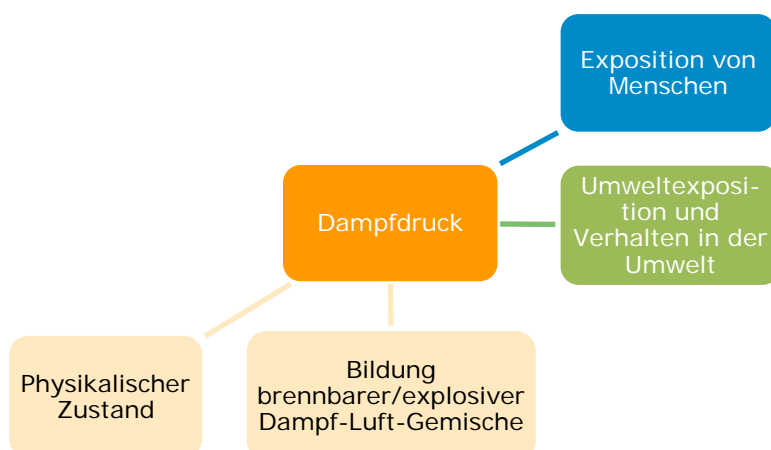 Exposition von
Menschen
Dampfdruck
Umweltexposi-
tion und
Verhalten in der
Umwelt
Physikalischer
Zustand
Bildung
brennbarer/explosiver
Dampf-Luft-Gemische